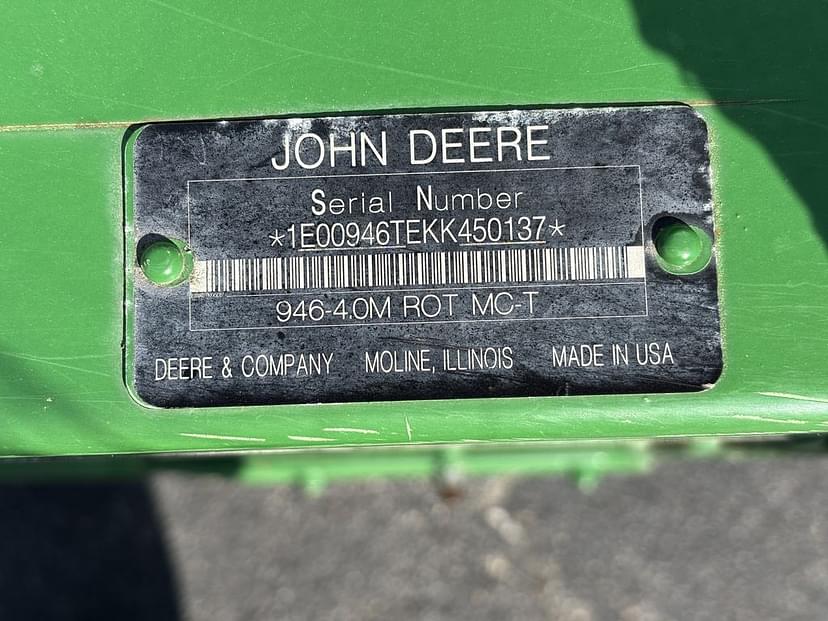 JOHN DEERE
Serial Number
*1E00946TEKK450137*
946-4.0M ROT MC-T
DEERE & COMPANY MOLINE, ILLINOIS MADE IN USA